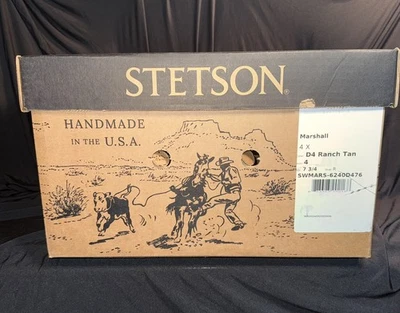 STETSON®
HANDMADE
IN THE U.S.A.
Marshall
4 X
D4 Ranch Tan
4
7 3/4
SWMARS-6240D476